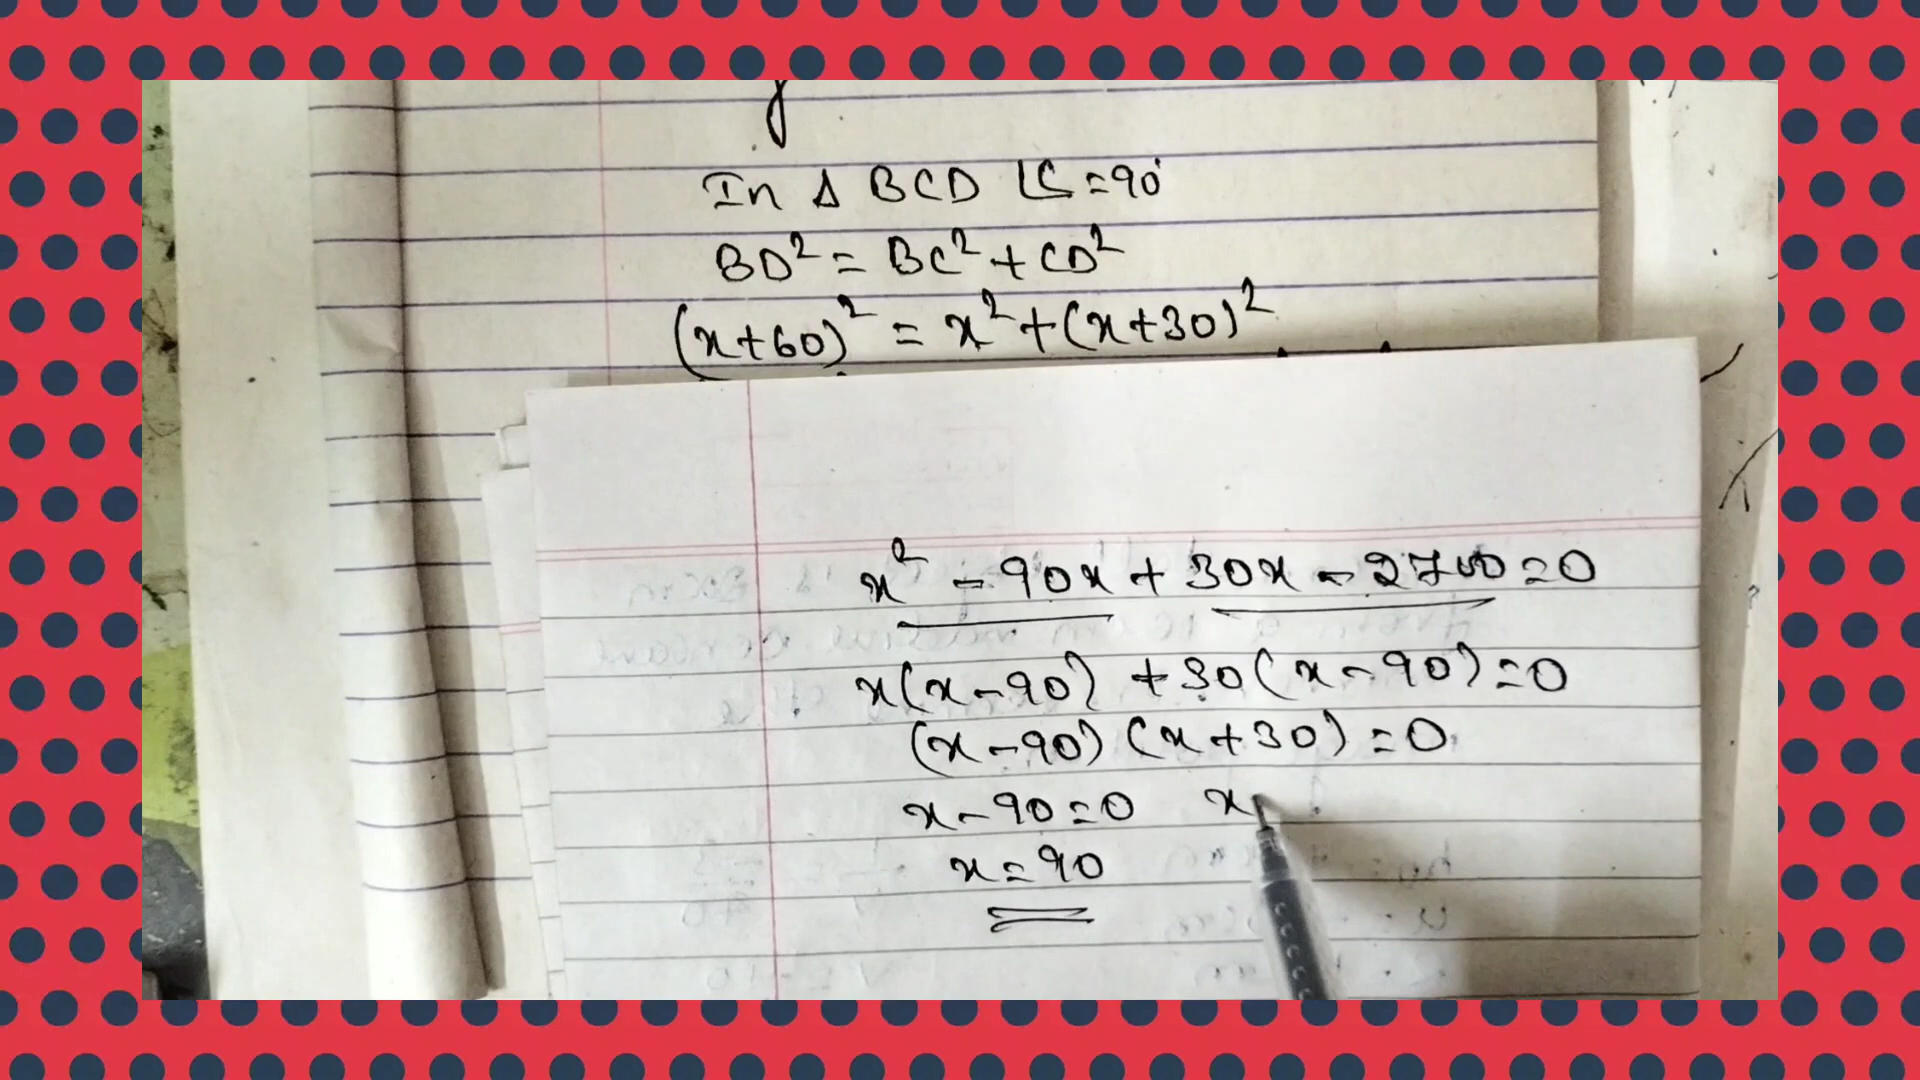 In Δ BCD ∠C = 90°
BD² = BC² + CD²
(x+60)² = x² + (x+30)²
x² - 90x + 30x - 2700 = 0
x(x-90) + 30(x-90) = 0
(x-90) (x+30) = 0
x-90 = 0 x
x = 90